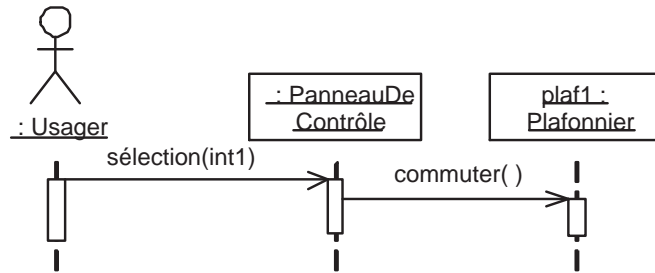 : Usager
: PanneauDe
Contrôle
plaf1 :
Plafonnier
sélection(int1)
commuter( )